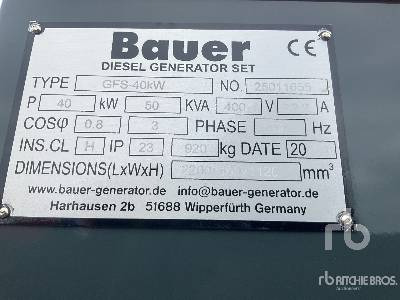 Bauer CE
DIESEL GENERATOR SET
TYPE GFS-40kW NO. 25011055
P 40 kW 50 KVA 400 V A
COSφ 0.8 3 PHASE Hz
INS.CL H IP 23 920 kg DATE 20
DIMENSIONS(LxWxH) mm³
www.bauer-generator.de info@bauer-generator.de
Harhausen 2b 51688 Wipperfürth Germany
rb RITCHIE BROS.